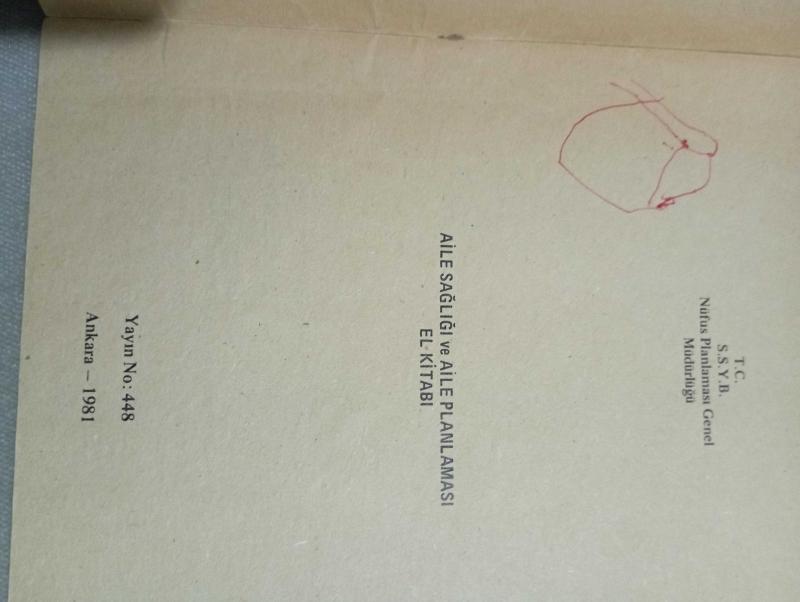 T.C.
S.S.Y.B.
Nüfus Planlaması Genel
Müdürlüğü
AİLE SAĞLIĞI ve AİLE PLANLAMASI
EL KİTABI
Yayın No: 448
Ankara – 1981